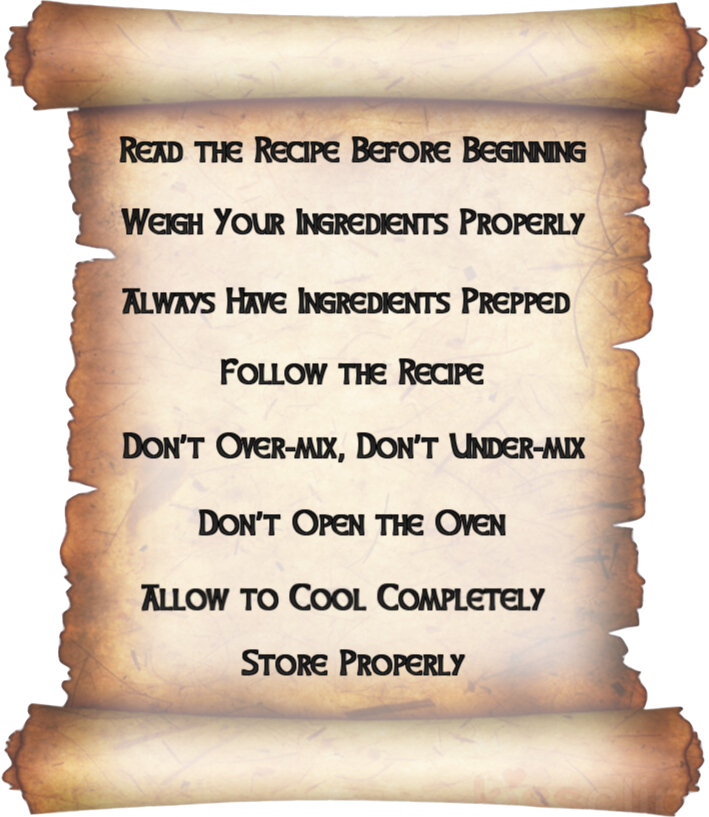 Read the Recipe Before Beginning
Weigh Your Ingredients Properly
Always Have Ingredients Prepped
Follow the Recipe
Don't Over-mix, Don't Under-mix
Don't Open the Oven
Allow to Cool Completely
Store Properly